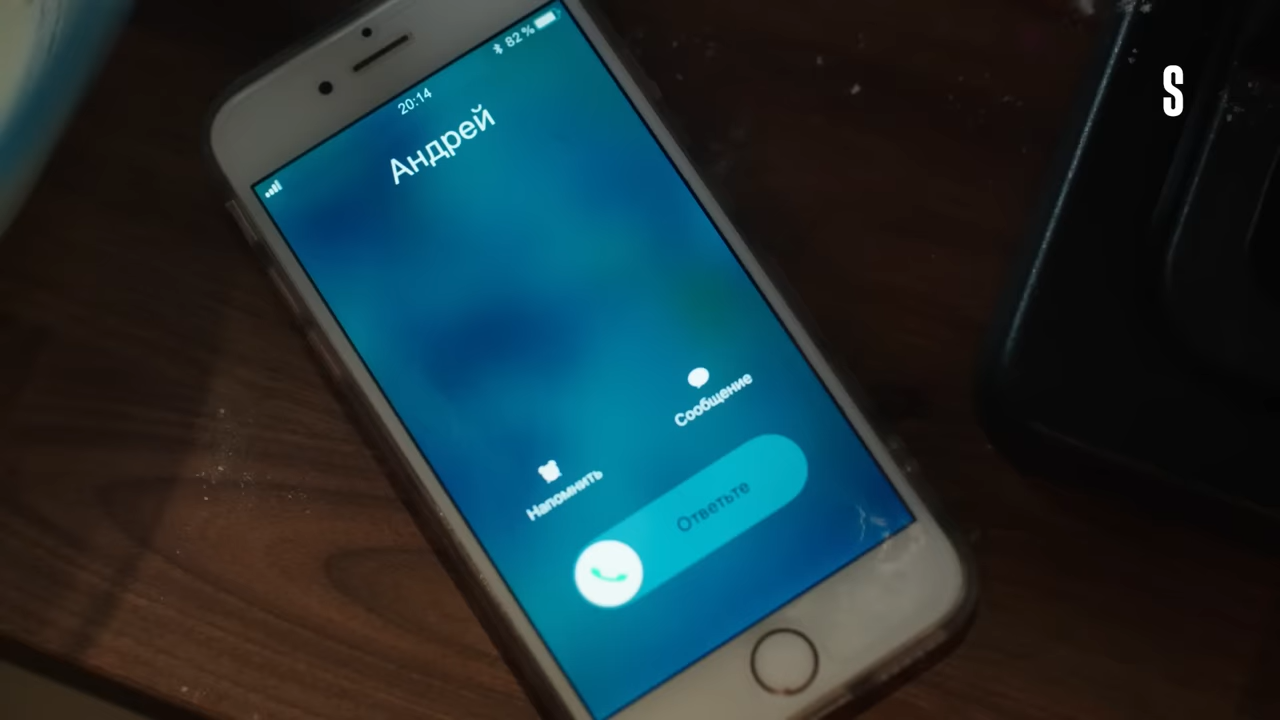 82 %
20:14
Андрей
Сообщение
Напомнить
Ответьте
S